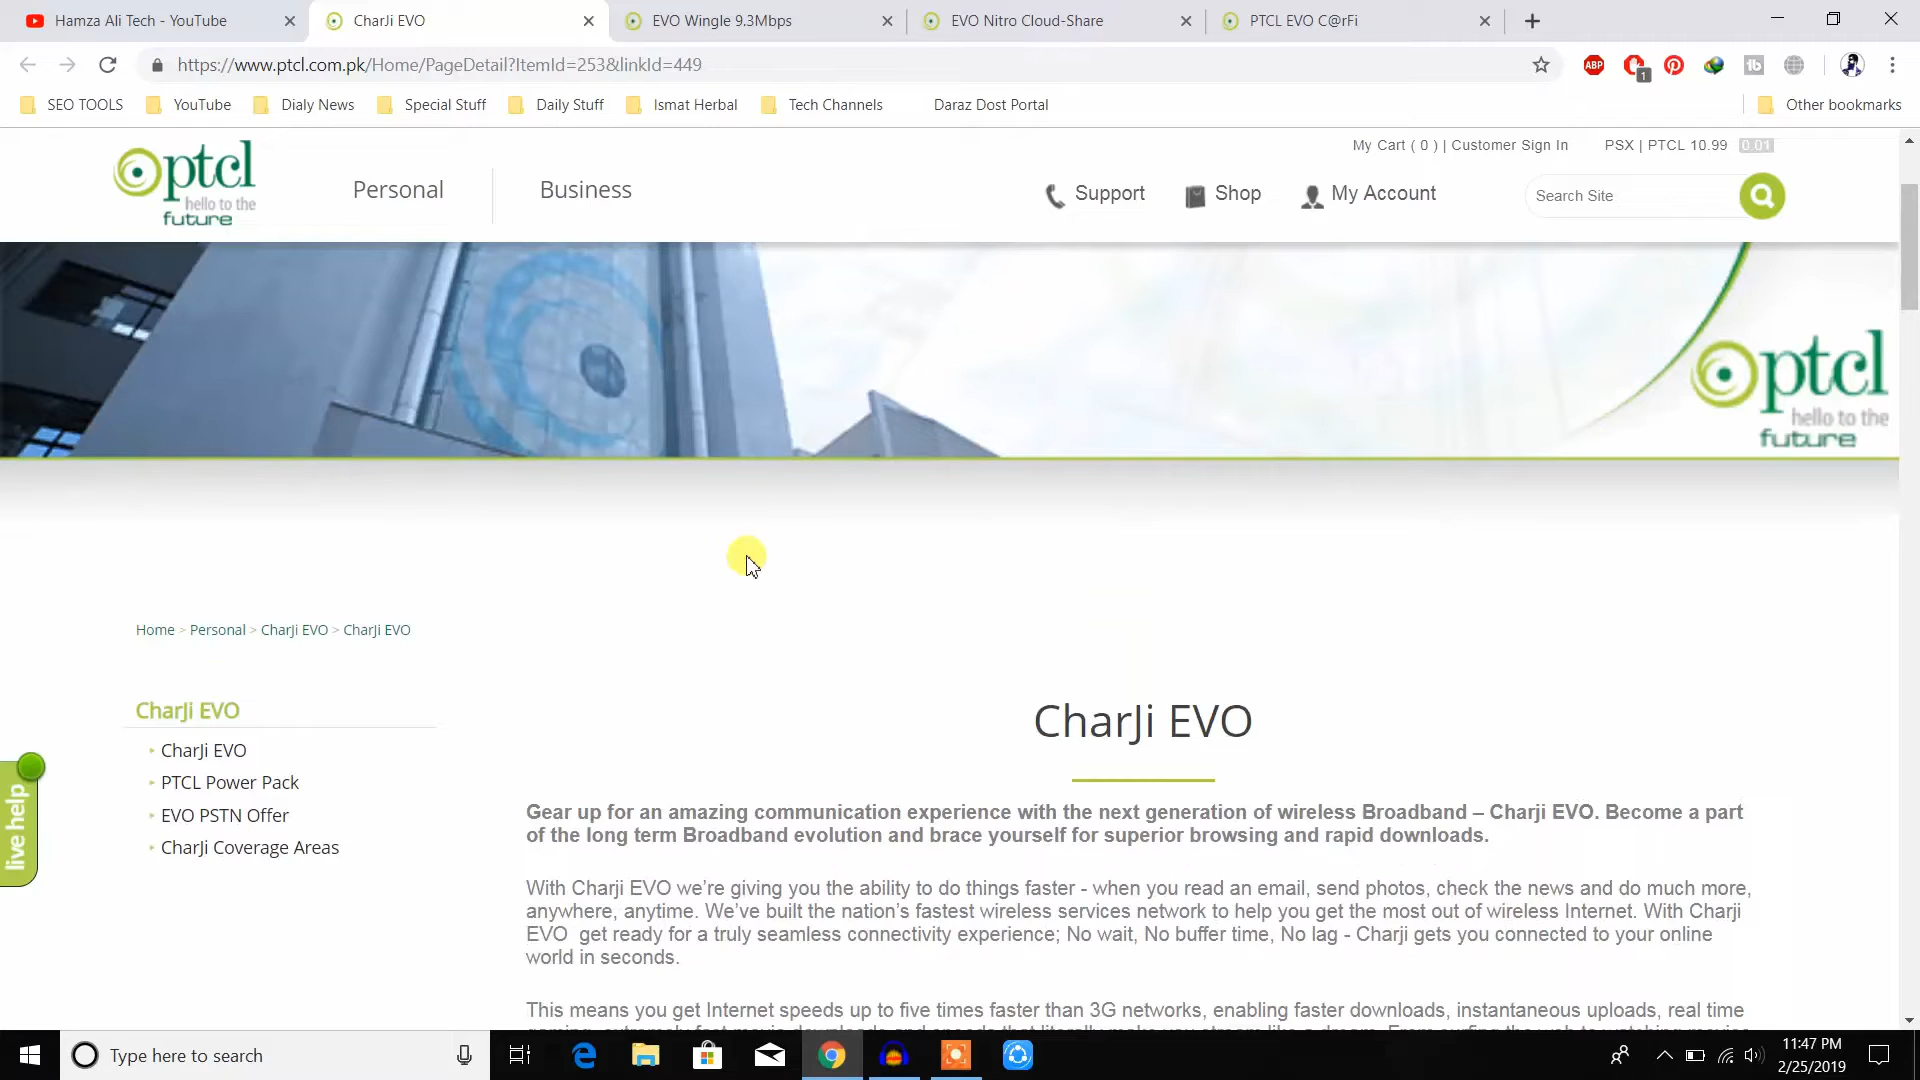 Hamza Ali Tech - YouTube
CharJi EVO
EVO Wingle 9.3Mbps
EVO Nitro Cloud-Share
PTCL EVO C@rFi
https://www.ptcl.com.pk/Home/PageDetail?ItemId=253&linkId=449
ABP
1
tb
SEO TOOLS
YouTube
Dialy News
Special Stuff
Daily Stuff
Ismat Herbal
Tech Channels
Daraz Dost Portal
Other bookmarks
My Cart ( 0 ) | Customer Sign In
PSX | PTCL 10.99 0.01
ptcl
hello to the
future
Personal
Business
Support
Shop
My Account
Search Site
ptcl
hello to the
future
Home > Personal > CharJi EVO > CharJi EVO
CharJi EVO
CharJi EVO
PTCL Power Pack
EVO PSTN Offer
CharJi Coverage Areas
live help
CharJi EVO
Gear up for an amazing communication experience with the next generation of wireless Broadband – Charji EVO. Become a part
of the long term Broadband evolution and brace yourself for superior browsing and rapid downloads.
With Charji EVO we’re giving you the ability to do things faster - when you read an email, send photos, check the news and do much more,
anywhere, anytime. We’ve built the nation’s fastest wireless services network to help you get the most out of wireless Internet. With Charji
EVO get ready for a truly seamless connectivity experience; No wait, No buffer time, No lag - Charji gets you connected to your online
world in seconds.
This means you get Internet speeds up to five times faster than 3G networks, enabling faster downloads, instantaneous uploads, real time
Type here to search
11:47 PM
2/25/2019